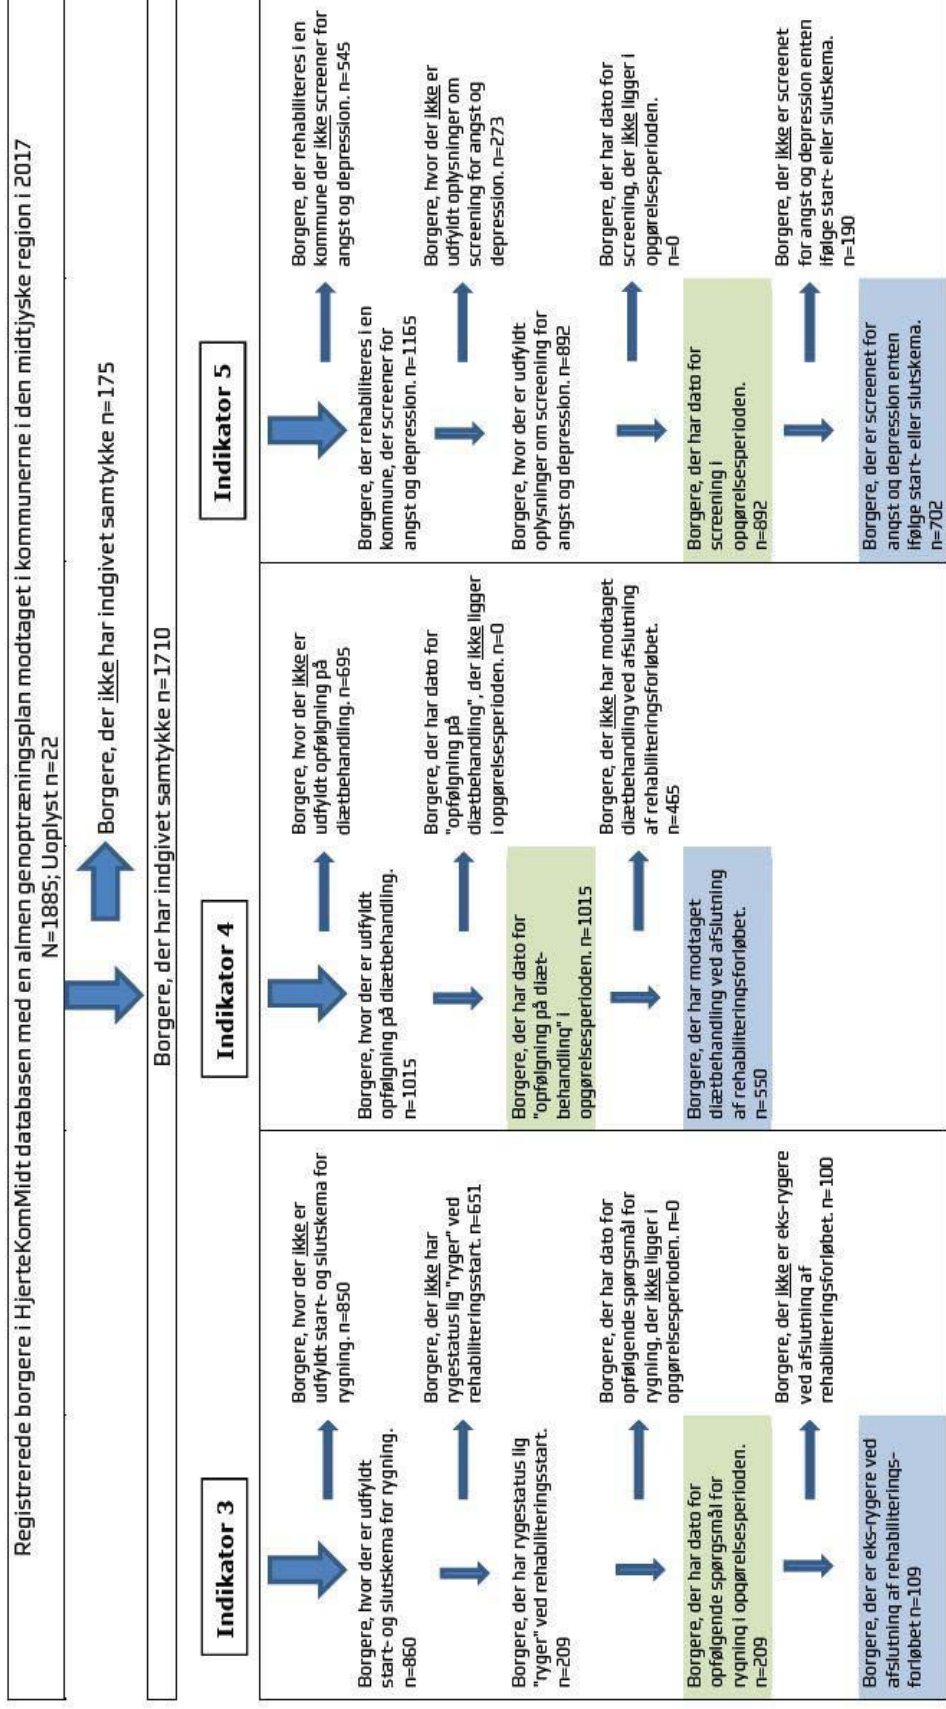 Registrerede borgere i HjerteKomMidt databasen med en almen genoptræningsplan modtaget i kommunerne i den midtjyske region i 2017
N=1885; Uoplyst n=22
Borgere, der ikke har indgivet samtykke n=175
Borgere, der har indgivet samtykke n=1710
Indikator 3
Borgere, hvor der ikke er
udfyldt start- og slutskema for
rygning. n=850
Borgere, hvor der er udfyldt
start- og slutskema for rygning.
n=860
Borgere, der ikke har
rygestatus lig "ryger" ved
rehabiliteringsstart. n=651
Borgere, der har rygestatus lig
"ryger" ved rehabiliteringsstart.
n=209
Borgere, der har dato for
opfølgende spørgsmål for
rygning, der ikke ligger i
opgørelsesperioden. n=0
Borgere, der har dato for
opfølgende spørgsmål for
rygning i opgørelsesperioden.
n=209
Borgere, der ikke er eks-rygere
ved afslutning af
rehabiliteringsforløbet. n=100
Borgere, der er eks-rygere ved
afslutning af rehabiliterings-
forløbet n=109
Indikator 4
Borgere, hvor der ikke er
udfyldt opfølgning på
diætbehandling. n=695
Borgere, hvor der er udfyldt
opfølgning på diætbehandling.
n=1015
Borgere, der har dato for
"opfølgning på
diætbehandling", der ikke ligger
i opgørelsesperioden. n=0
Borgere, der har dato for
"opfølgning på diæt-
behandling" i
opgørelsesperioden. n=1015
Borgere, der ikke har modtaget
diætbehandling ved afslutning
af rehabiliteringsforløbet.
n=465
Borgere, der har modtaget
diætbehandling ved afslutning
af rehabiliteringsforløbet.
n=550
Indikator 5
Borgere, der rehabiliteres i en
kommune der ikke screener for
angst og depression. n=545
Borgere, der rehabiliteres i en
kommune, der screener for
angst og depression. n=1165
Borgere, hvor der ikke er
udfyldt oplysninger om
screening for angst og
depression. n=273
Borgere, hvor der er udfyldt
oplysninger om screening for
angst og depression. n=892
Borgere, der har dato for
screening, der ikke ligger i
opgørelsesperioden.
n=0
Borgere, der har dato for
screening i
opgørelsesperioden.
n=892
Borgere, der ikke er screenet
for angst og depression enten
ifølge start- eller slutskema.
n=190
Borgere, der er screenet for
angst og depression enten
ifølge start- eller slutskema.
n=702